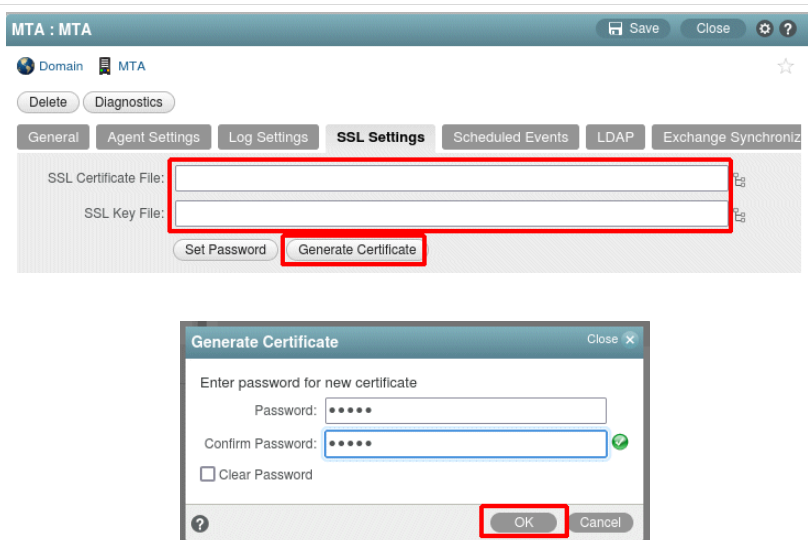 MTA : MTA
Save
Close
?
Domain
MTA
Delete
Diagnostics
General
Agent Settings
Log Settings
SSL Settings
Scheduled Events
LDAP
Exchange Synchroniz
SSL Certificate File:
SSL Key File:
Set Password
Generate Certificate
Generate Certificate
Close ×
Enter password for new certificate
Password: •••••
Confirm Password: •••••
Clear Password
?
OK
Cancel